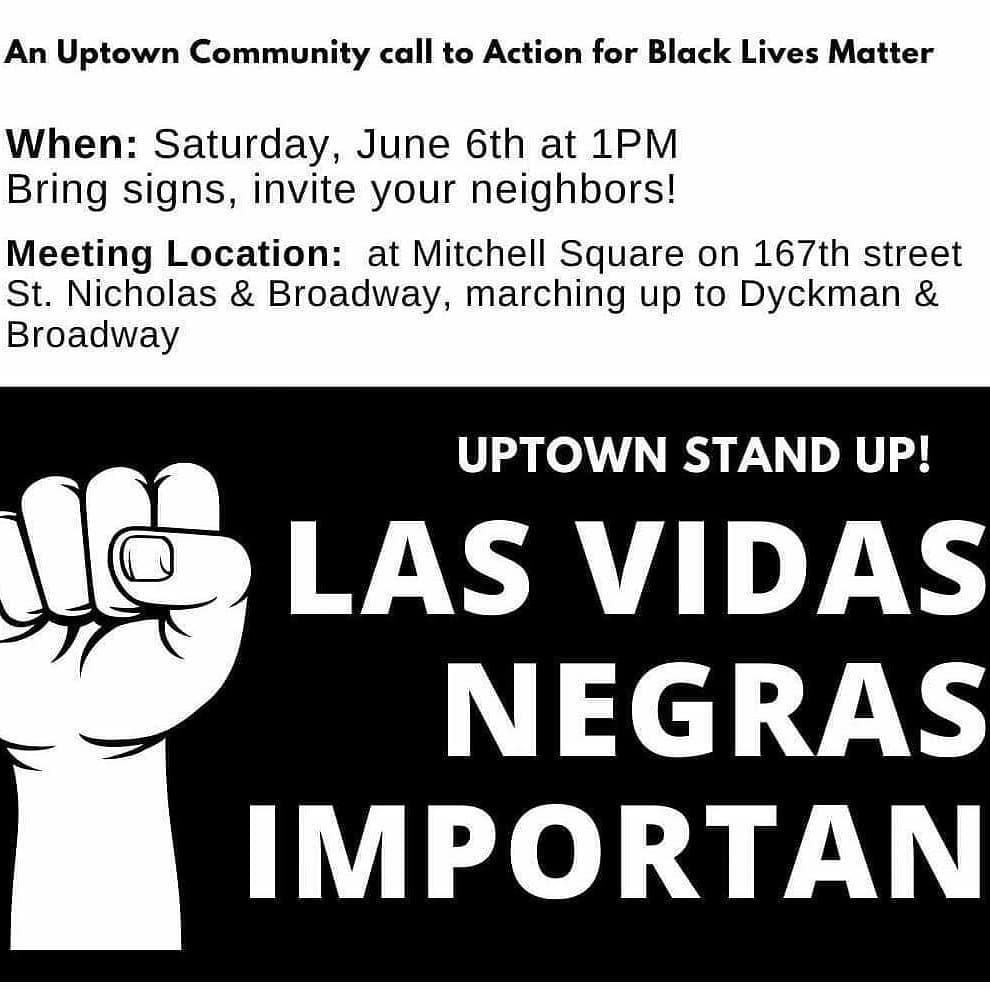 An Uptown Community call to Action for Black Lives Matter
When: Saturday, June 6th at 1PM
Bring signs, invite your neighbors!
Meeting Location: at Mitchell Square on 167th street
St. Nicholas & Broadway, marching up to Dyckman &
Broadway
UPTOWN STAND UP!
LAS VIDAS
NEGRAS
IMPORTAN